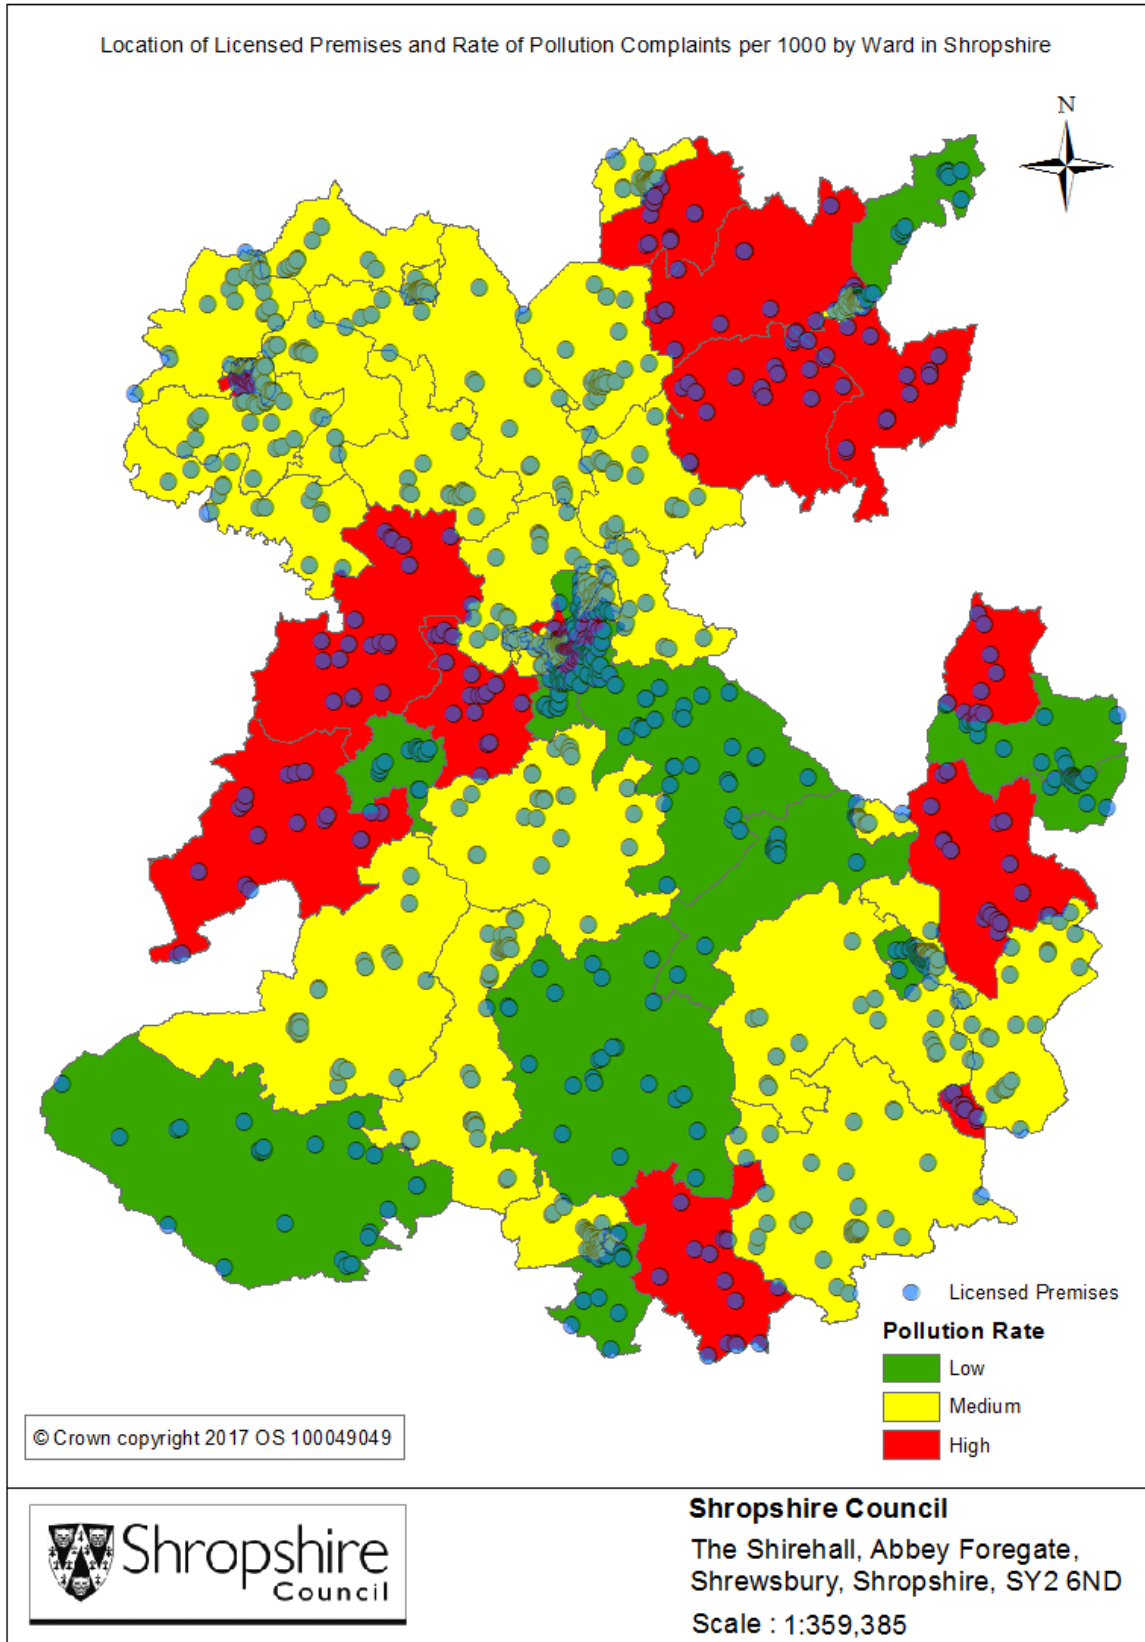 Location of Licensed Premises and Rate of Pollution Complaints per 1000 by Ward in Shropshire
N
Licensed Premises
Pollution Rate
Low
Medium
High
© Crown copyright 2017 OS 100049049
Shropshire
Council
Shropshire Council
The Shirehall, Abbey Foregate,
Shrewsbury, Shropshire, SY2 6ND
Scale : 1:359,385